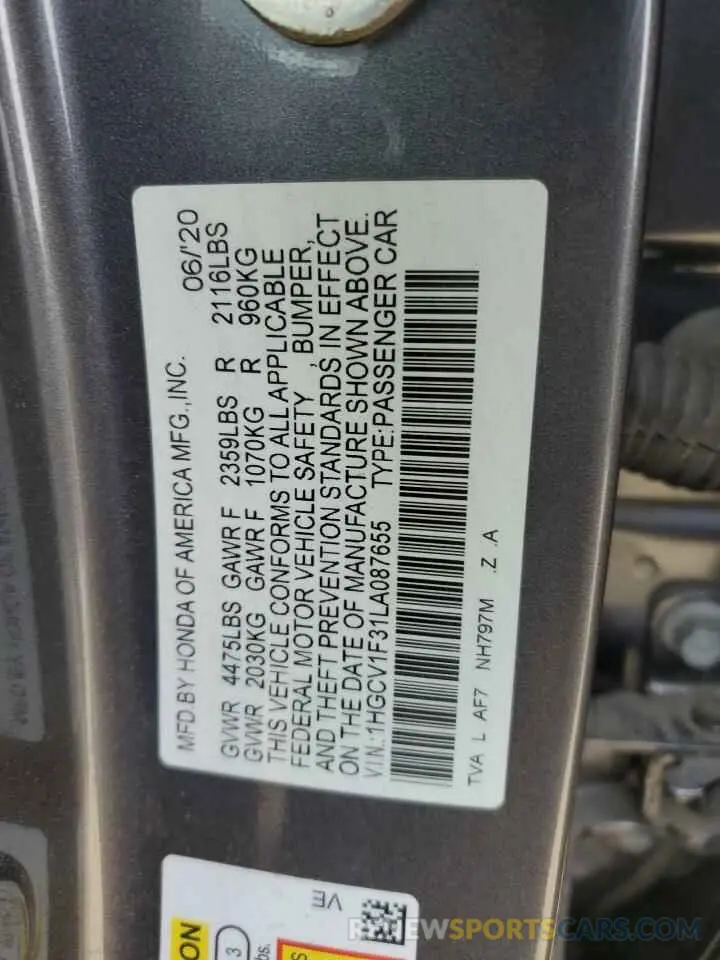 MFD.BY HONDA OF AMERICA MFG.,INC. 06/'20
GVWR 4475LBS GAWR F 2359LBS R 2116LBS
GVWR 2030KG GAWR F 1070KG R 960KG
THIS VEHICLE CONFORMS TO ALL APPLICABLE
FEDERAL MOTOR VEHICLE SAFETY , BUMPER,
AND THEFT PREVENTION STANDARDS IN EFFECT
ON THE DATE OF MANUFACTURE SHOWN ABOVE.
V.I.N.:1HGCV1F31LA087655 TYPE:PASSENGER CAR
TVA L AF7 NH797M .Z .A
3
REVIEWSPORTSCARS.COM